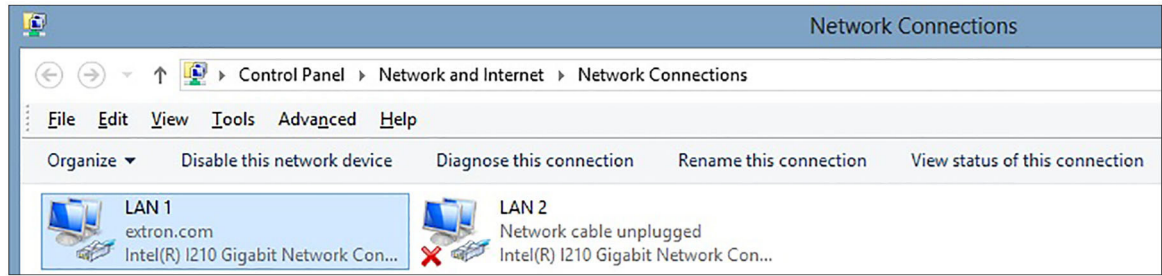 Network Connections
Control Panel Network and Internet Network Connections
File Edit View Tools Advanced Help
Organize Disable this network device Diagnose this connection Rename this connection View status of this connection
LAN 1
extron.com
Intel(R) I210 Gigabit Network Con...
LAN 2
Network cable unplugged
Intel(R) I210 Gigabit Network Con...